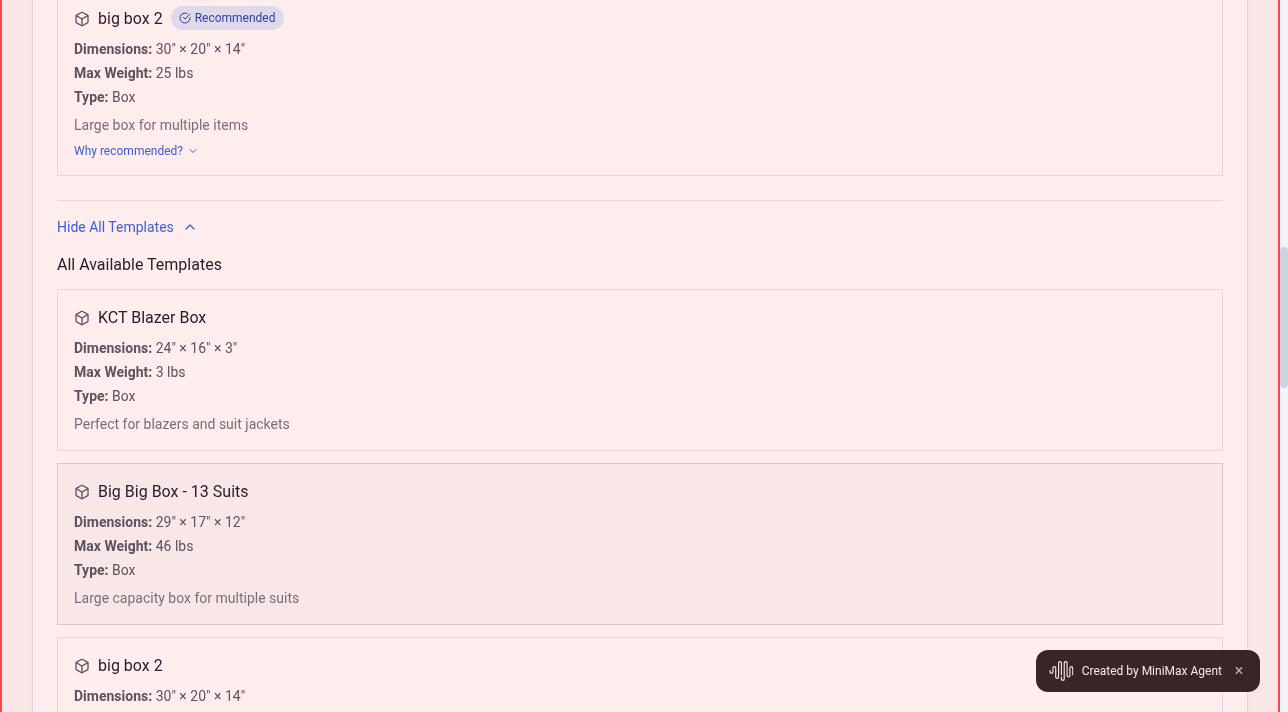 big box 2 Recommended
Dimensions: 30" × 20" × 14"
Max Weight: 25 lbs
Type: Box
Large box for multiple items
Why recommended?
Hide All Templates
All Available Templates
KCT Blazer Box
Dimensions: 24" × 16" × 3"
Max Weight: 3 lbs
Type: Box
Perfect for blazers and suit jackets
Big Big Box - 13 Suits
Dimensions: 29" × 17" × 12"
Max Weight: 46 lbs
Type: Box
Large capacity box for multiple suits
big box 2
Dimensions: 30" × 20" × 14"
Created by MiniMax Agent ×